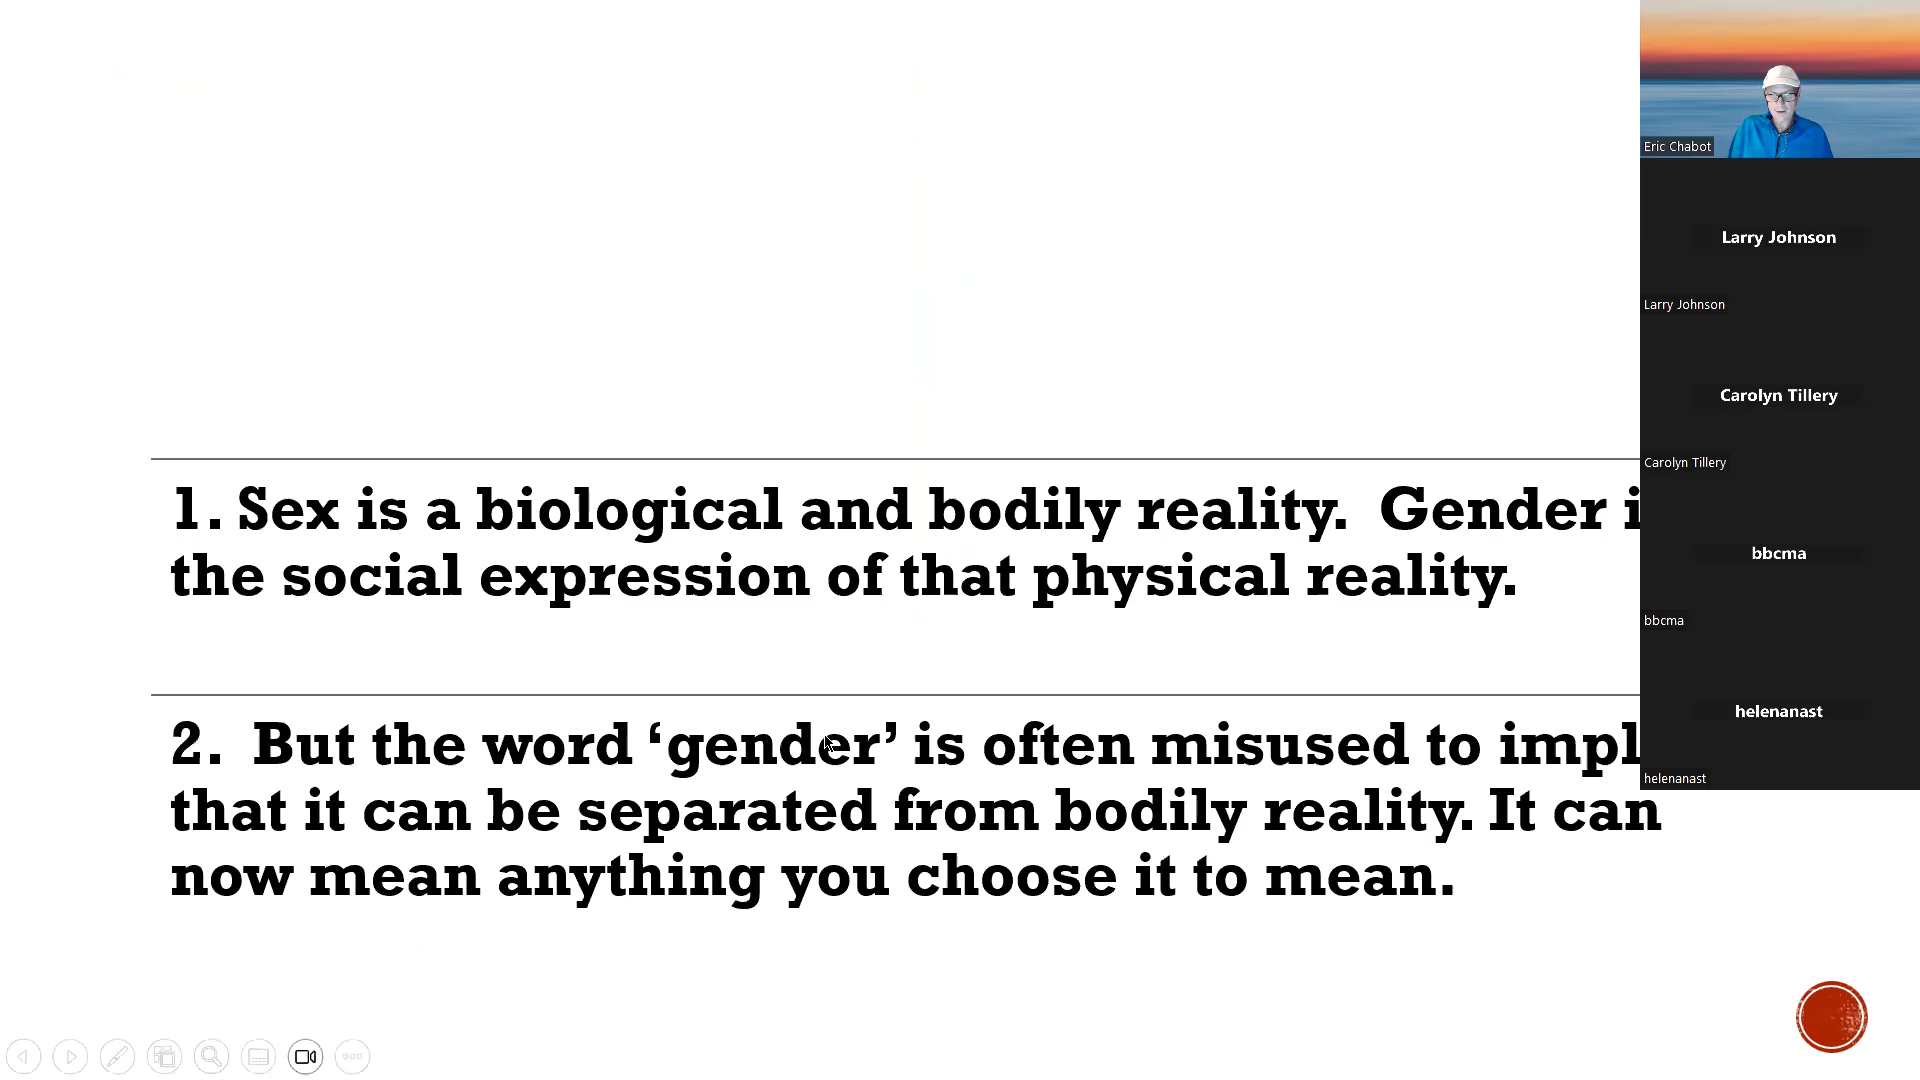 1. Sex is a biological and bodily reality.  Gender i
the social expression of that physical reality.
2.  But the word ‘gender’ is often misused to impl
that it can be separated from bodily reality. It can
now mean anything you choose it to mean.
Eric Chabot
Larry Johnson
Larry Johnson
Carolyn Tillery
Carolyn Tillery
bbcma
bbcma
helenanast
helenanast